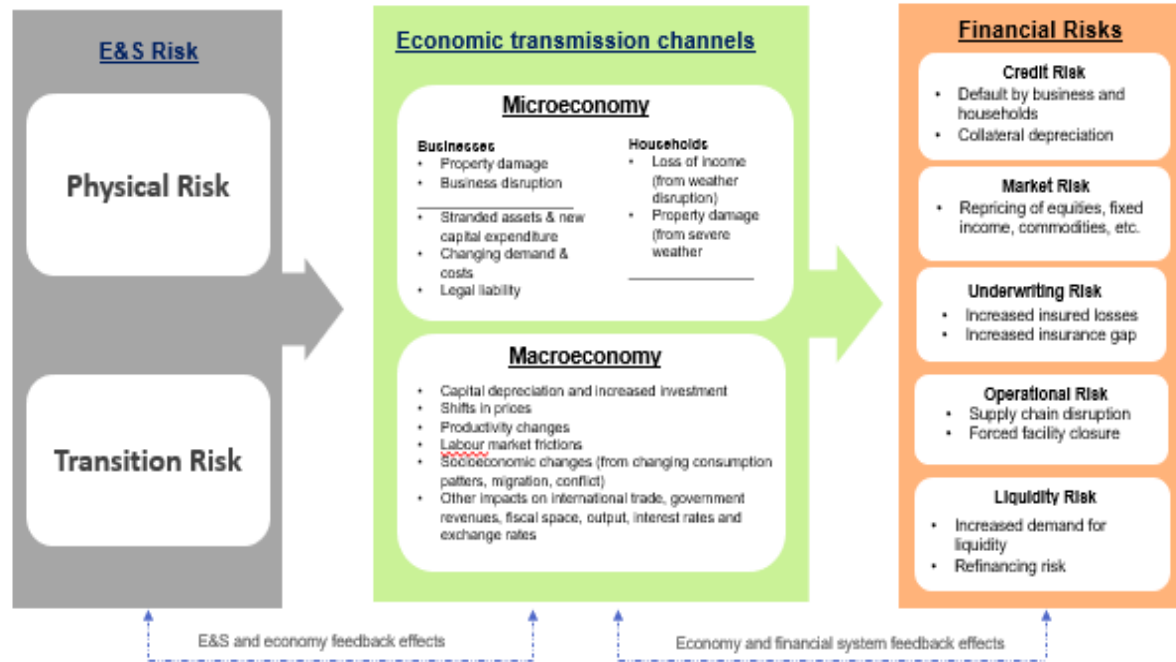 E&S Risk
Physical Risk
Transition Risk
Economic transmission channels
Microeconomy
Businesses
• Property damage
• Business disruption
• Stranded assets & new
capital expenditure
• Changing demand &
costs
• Legal liability
Households
• Loss of income
(from weather
disruption)
• Property damage
(from severe
weather
Macroeconomy
• Capital depreciation and increased investment
• Shifts in prices
• Productivity changes
• Labour market frictions
• Socioeconomic changes (from changing consumption
patters, migration, conflict)
• Other impacts on international trade, government
revenues, fiscal space, output, interest rates and
exchange rates
Financial Risks
Credit Risk
• Default by business and
households
• Collateral depreciation
Market Risk
• Repricing of equities, fixed
income, commodities, etc.
Underwriting Risk
• Increased insured losses
• Increased insurance gap
Operational Risk
• Supply chain disruption
• Forced facility closure
Liquidity Risk
• Increased demand for
liquidity
• Refinancing risk
E&S and economy feedback effects
Economy and financial system feedback effects